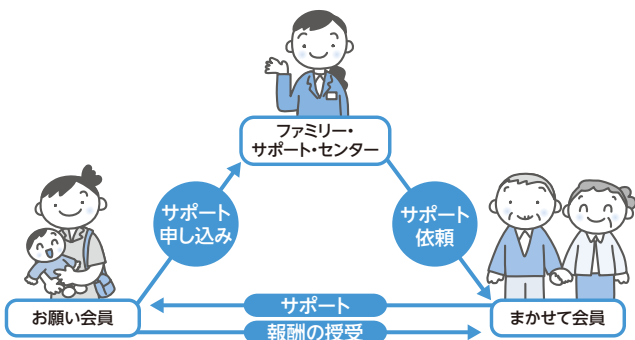 ファミリー・
サポート・センター
サポート
申し込み
サポート
依頼
お願い会員
サポート
報酬の授受
まかせて会員